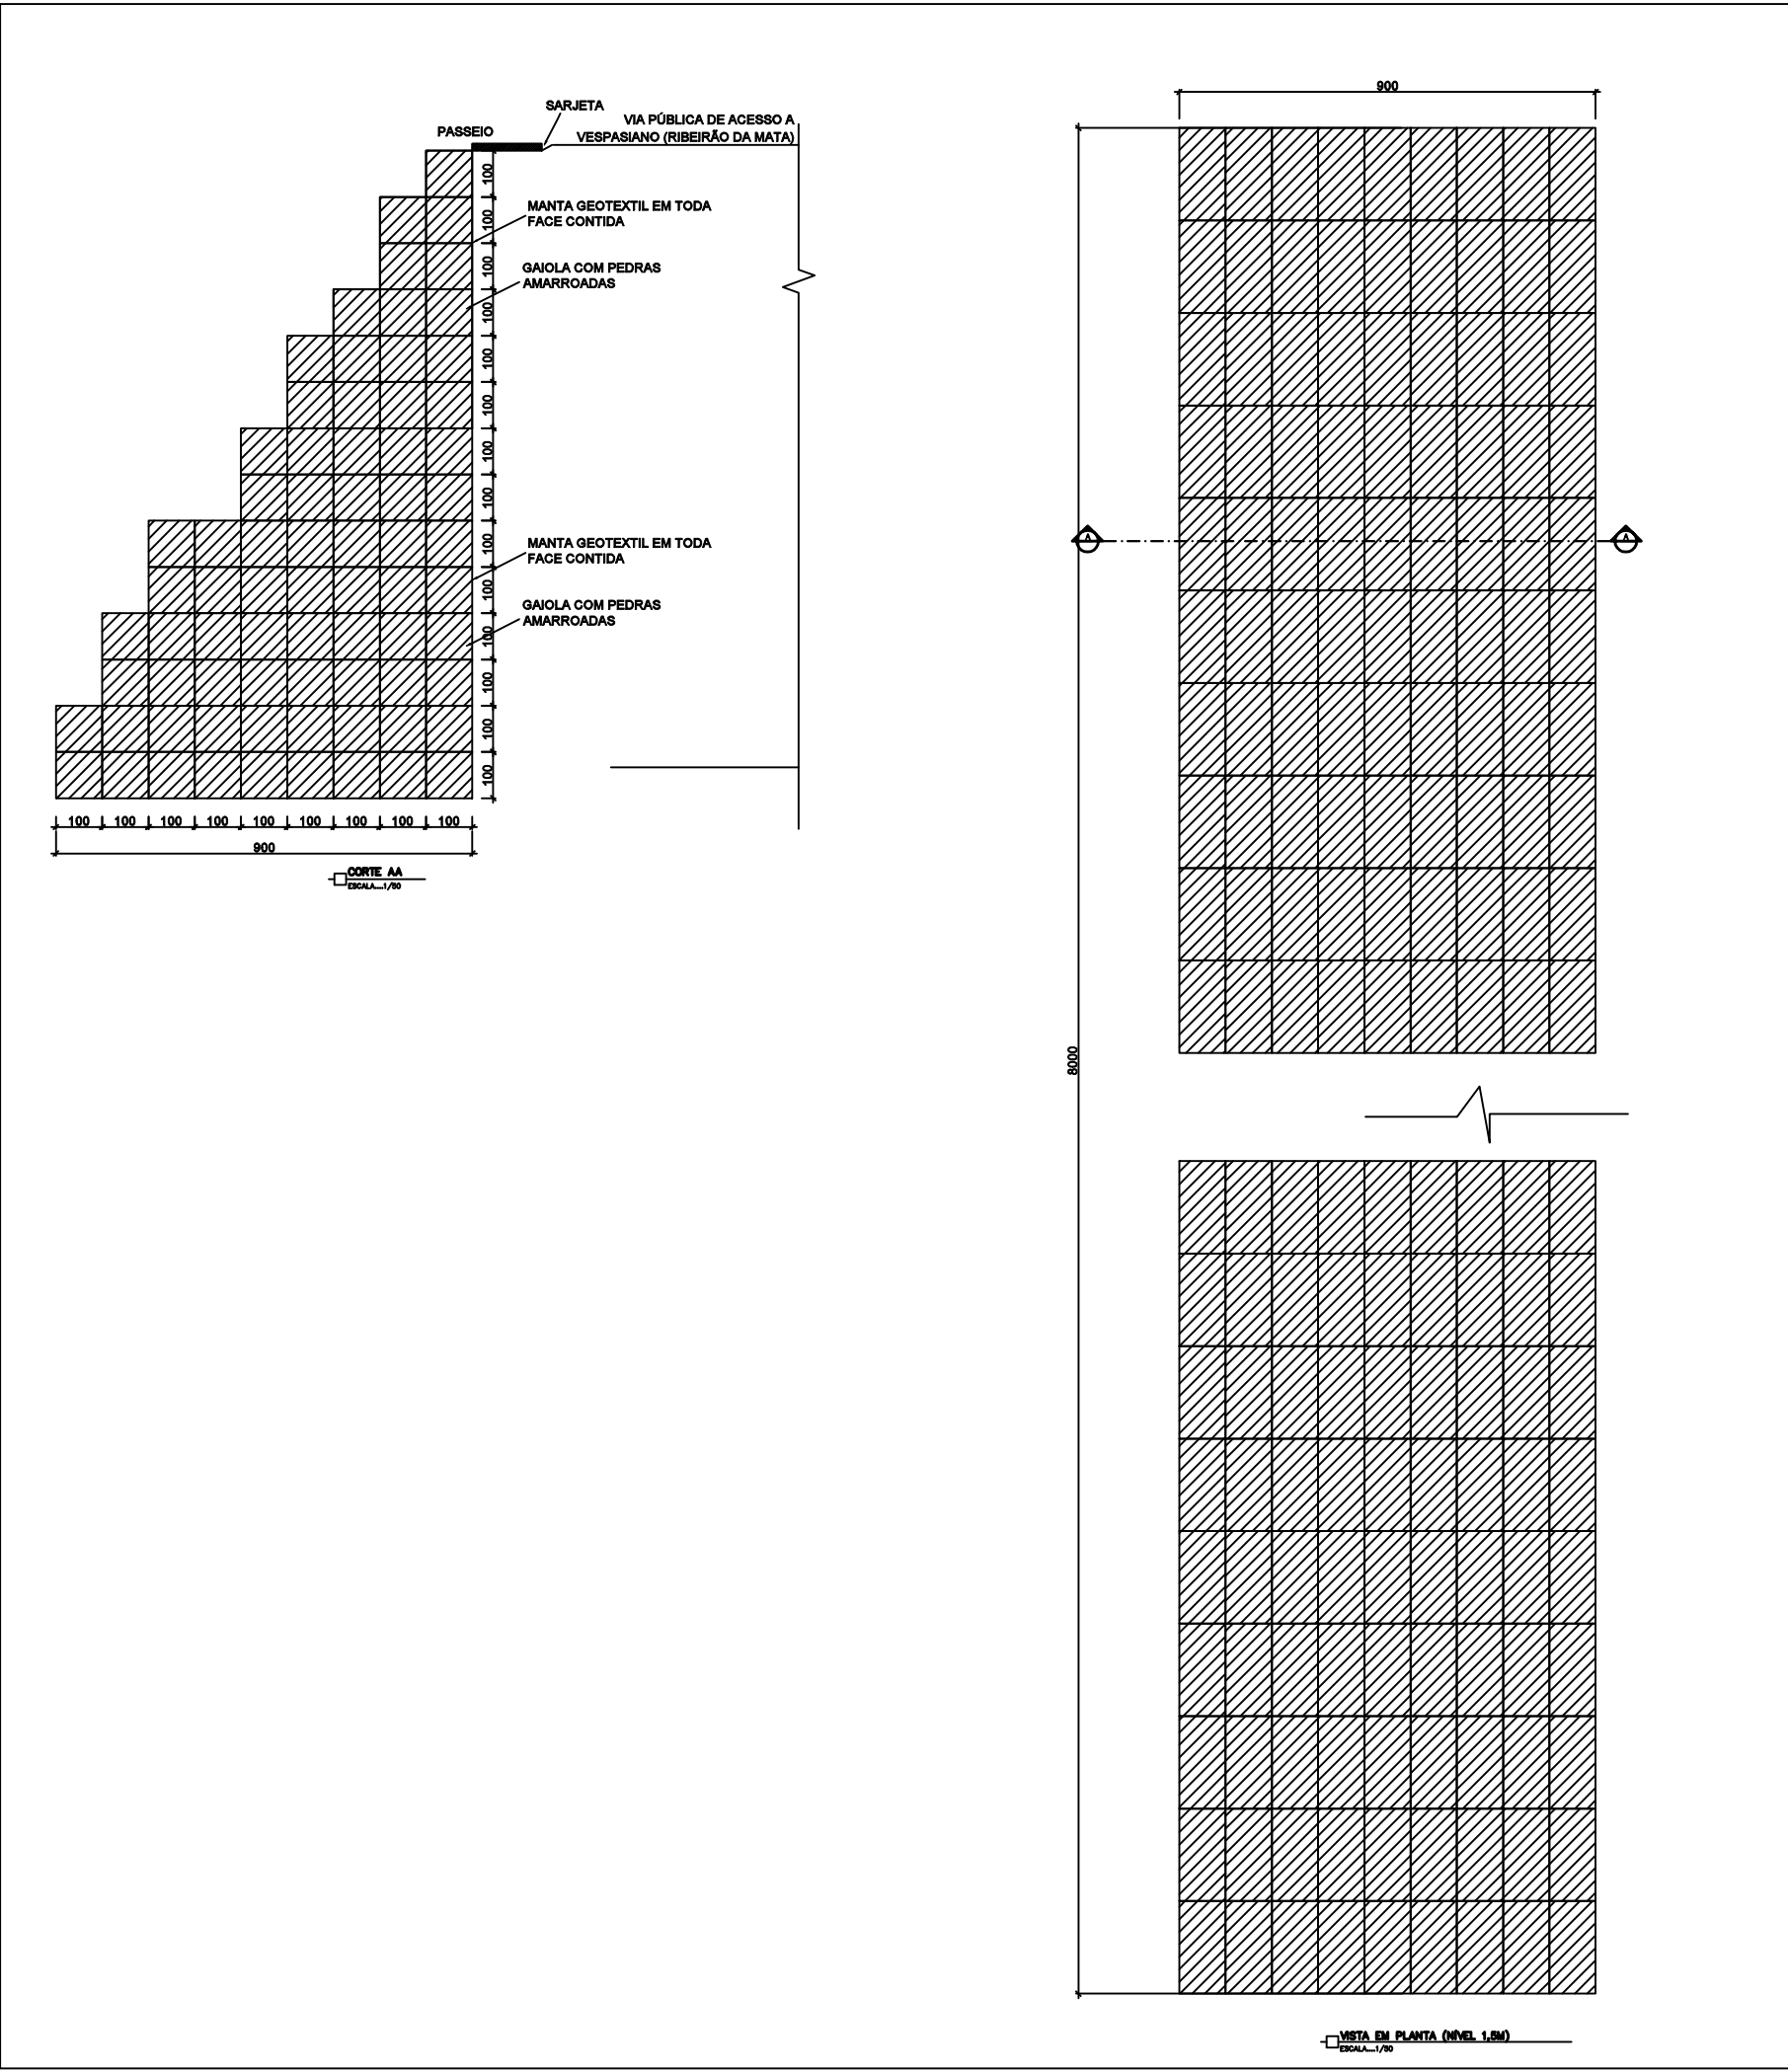 SARJETA
PASSEIO
VIA PÚBLICA DE ACESSO A
VESPASIANO (RIBEIRÃO DA MATA)
100
100
MANTA GEOTEXTIL EM TODA
FACE CONTIDA
100
GAIOLA COM PEDRAS
AMARROADAS
100
100
100
100
100
100
MANTA GEOTEXTIL EM TODA
FACE CONTIDA
100
GAIOLA COM PEDRAS
AMARROADAS
100
100
100
100
100 100 100 100 100 100 100 100 100
900
CORTE AA
ESCALA....1/50
900
A A
8000
VISTA EM PLANTA (NÍVEL 1,5M)
ESCALA....1/50